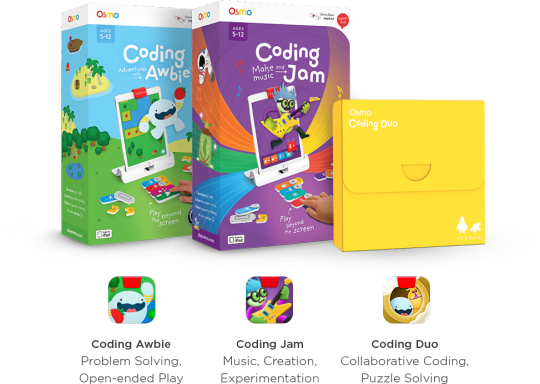 OSMO
AGES
5-12
Coding
Adventures with
Awbie
Play
beyond
the
screen
OSMO
AGES
5-12
Coding
Make and
music
Jam
Play
beyond
the
screen
Osmo
Coding Duo
Coding Awbie
Problem Solving,
Open-ended Play
Coding Jam
Music, Creation,
Experimentation
Coding Duo
Collaborative Coding,
Puzzle Solving